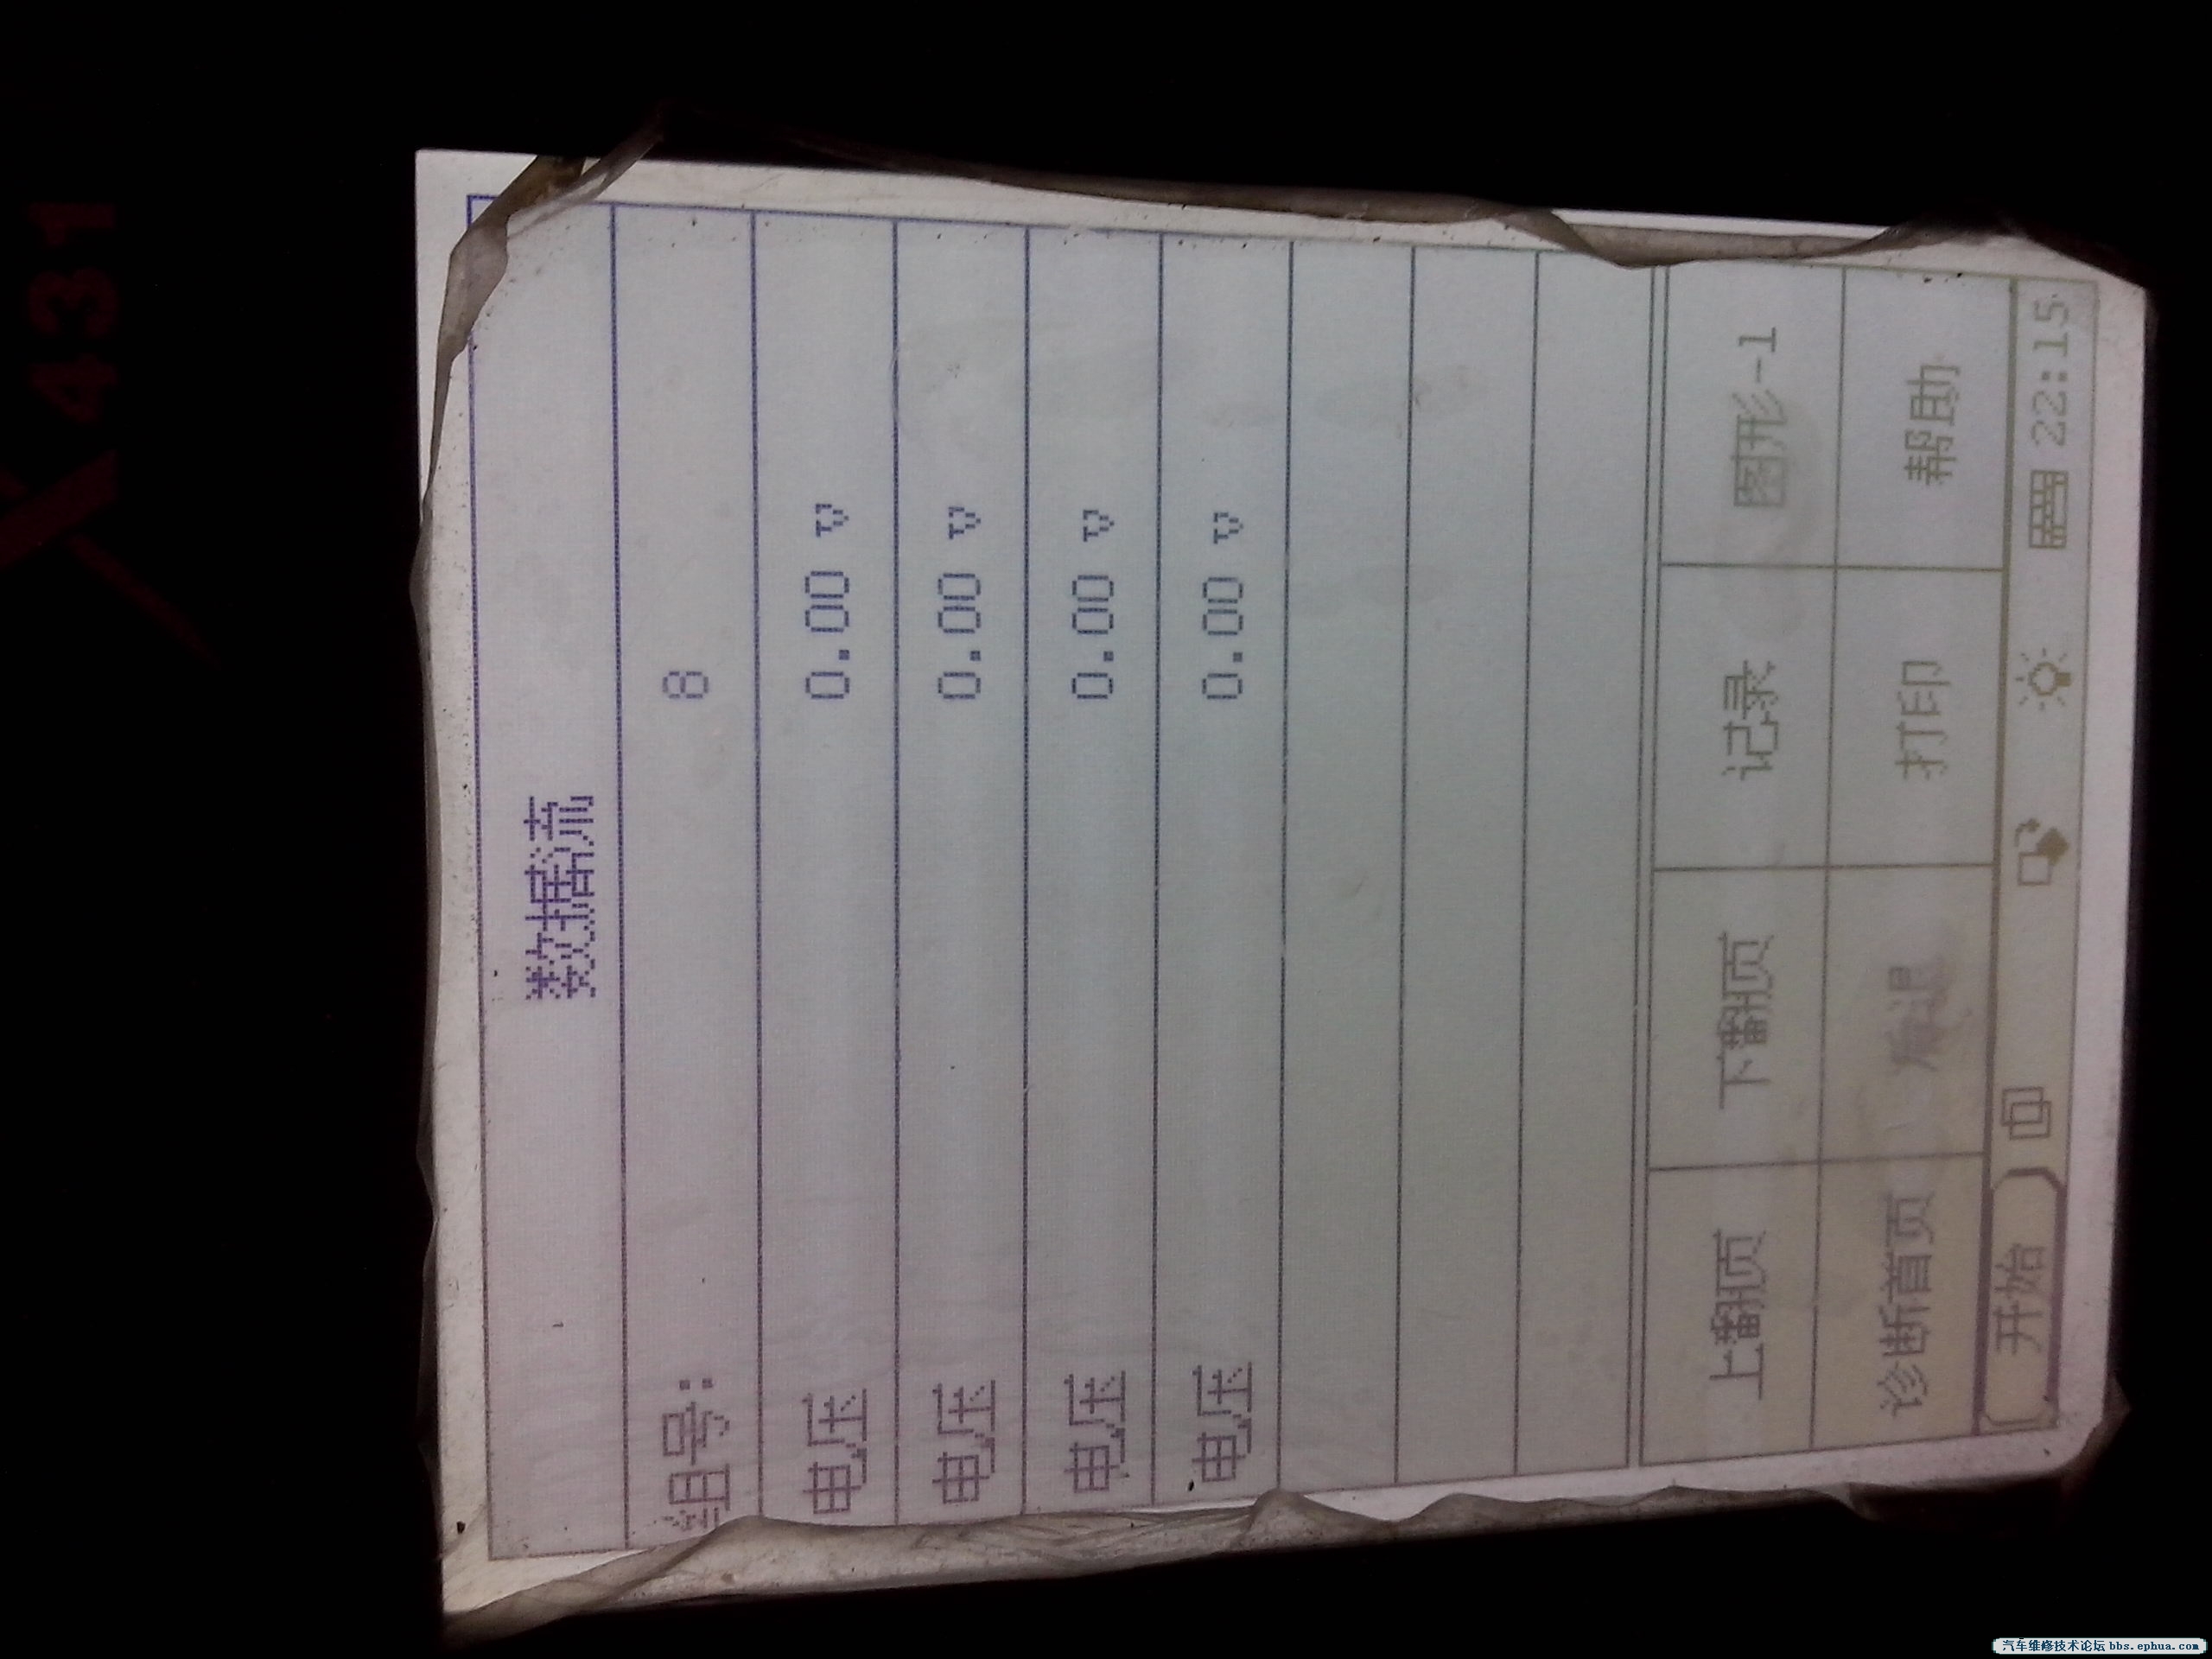 X431
数据流
组号: 8
电压 0.00 v
电压 0.00 v
电压 0.00 v
电压 0.00 v
上翻页 下翻页 记录 图形-1
诊断首页 后退 打印 帮助
开始 22:15
汽车维修技术论坛 bbs.ephua.com